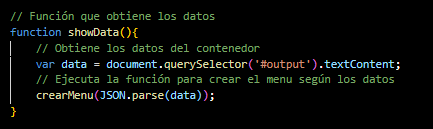 // Función que obtiene los datos
function showData(){
// Obtiene los datos del contenedor
var data = document.querySelector('#output').textContent;
// Ejecuta la función para crear el menu según los datos
crearMenu(JSON.parse(data));
}